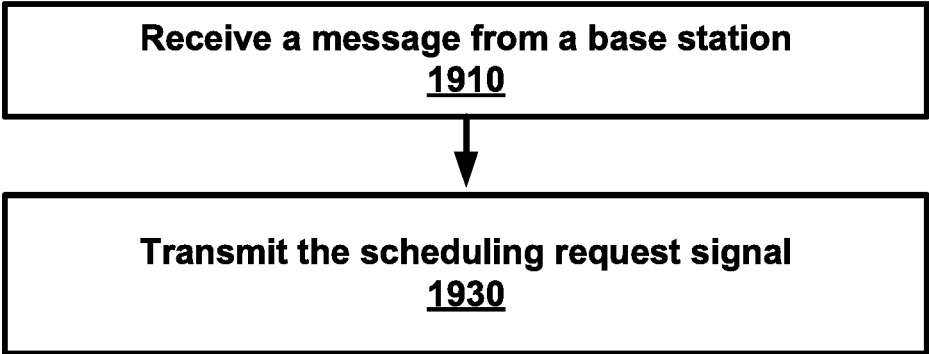 Receive a message from a base station
1910
Transmit the scheduling request signal
1930